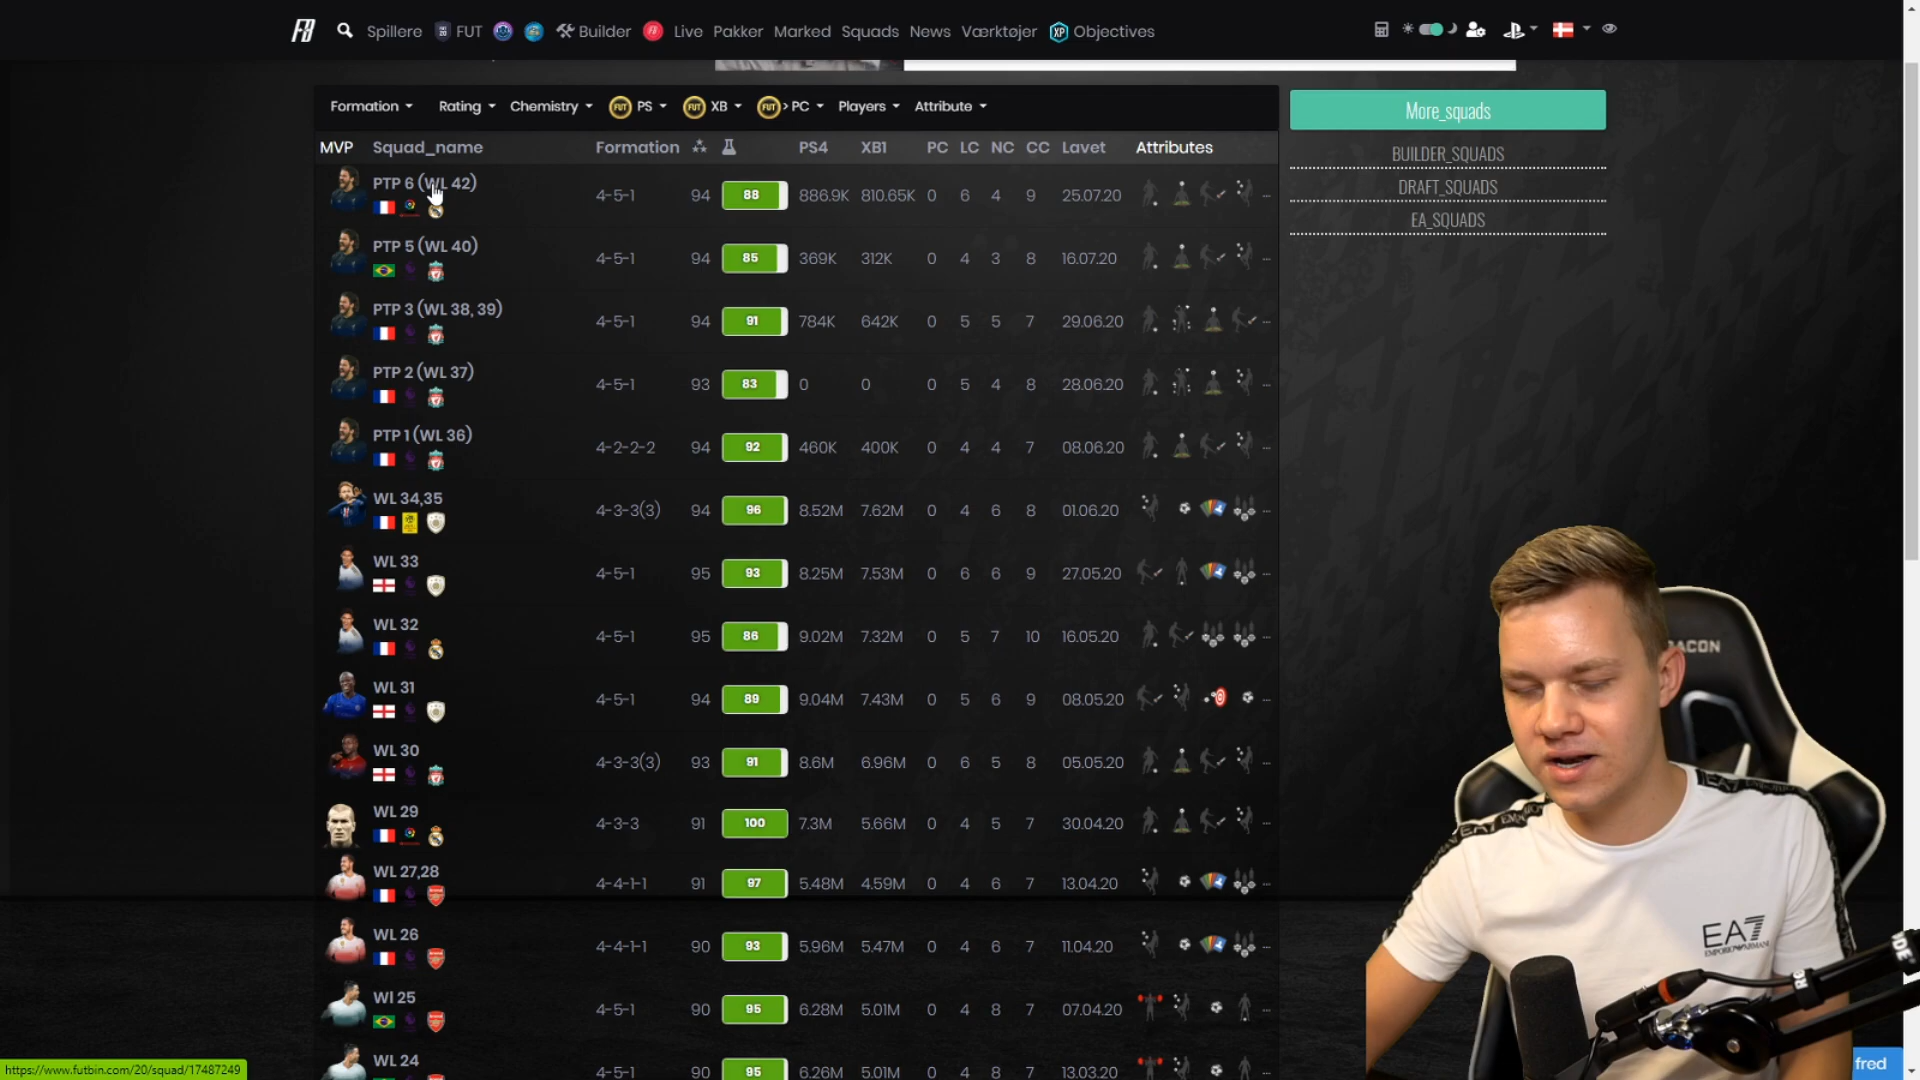 Spillere FUT Builder Live Pakker Marked Squads News Værktøjer XP Objectives
Formation Rating Chemistry FUT PS FUT XB FUT > PC Players Attribute
MVP Squad_name Formation PS4 XB1 PC LC NC CC Lavet Attributes
PTP 6 (WL 42) 4-5-1 94 88 886.9K 810.65K 0 6 4 9 25.07.20
PTP 5 (WL 40) 4-5-1 94 85 369K 312K 0 4 3 8 16.07.20
PTP 3 (WL 38, 39) 4-5-1 94 91 784K 642K 0 5 5 7 29.06.20
PTP 2 (WL 37) 4-5-1 93 83 0 0 0 5 4 8 28.06.20
PTP 1 (WL 36) 4-2-2-2 94 92 460K 400K 0 4 4 7 08.06.20
WL 34,35 4-3-3(3) 94 96 8.52M 7.62M 0 4 6 8 01.06.20
WL 33 4-5-1 95 93 8.25M 7.53M 0 6 6 9 27.05.20
WL 32 4-5-1 95 86 9.02M 7.32M 0 5 7 10 16.05.20
WL 31 4-5-1 94 89 9.04M 7.43M 0 5 6 9 08.05.20
WL 30 4-3-3(3) 93 91 8.6M 6.96M 0 6 5 8 05.05.20
WL 29 4-3-3 91 100 7.3M 5.66M 0 4 5 7 30.04.20
WL 27,28 4-4-1-1 91 97 5.48M 4.59M 0 4 6 7 13.04.20
WL 26 4-4-1-1 90 93 5.96M 5.47M 0 4 6 7 11.04.20
Wl 25 4-5-1 90 95 6.28M 5.01M 0 4 8 7 07.04.20
WL 24 4-5-1 90 95 6.26M 5.01M 0 4 8 7 13.03.20
More_squads
BUILDER_SQUADS
DRAFT_SQUADS
EA_SQUADS
ACON
EA7
EMPORIO ARMANI
fred
https://www.futbin.com/20/squad/17487249